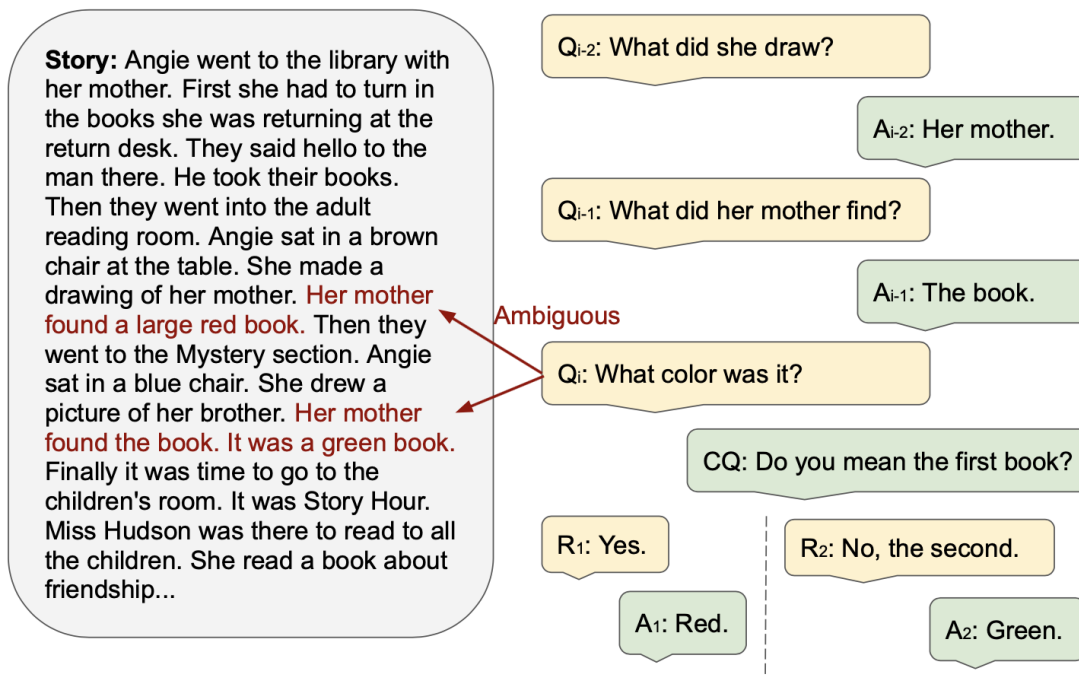 Story: Angie went to the library with
her mother. First she had to turn in
the books she was returning at the
return desk. They said hello to the
man there. He took their books.
Then they went into the adult
reading room. Angie sat in a brown
chair at the table. She made a
drawing of her mother. Her mother
found a large red book. Then they
went to the Mystery section. Angie
sat in a blue chair. She drew a
picture of her brother. Her mother
found the book. It was a green book.
Finally it was time to go to the
children's room. It was Story Hour.
Miss Hudson was there to read to all
the children. She read a book about
friendship...
Qi-2: What did she draw?
Ai-2: Her mother.
Qi-1: What did her mother find?
Ai-1: The book.
Ambiguous
Qi: What color was it?
CQ: Do you mean the first book?
R1: Yes.
R2: No, the second.
A1: Red.
A2: Green.